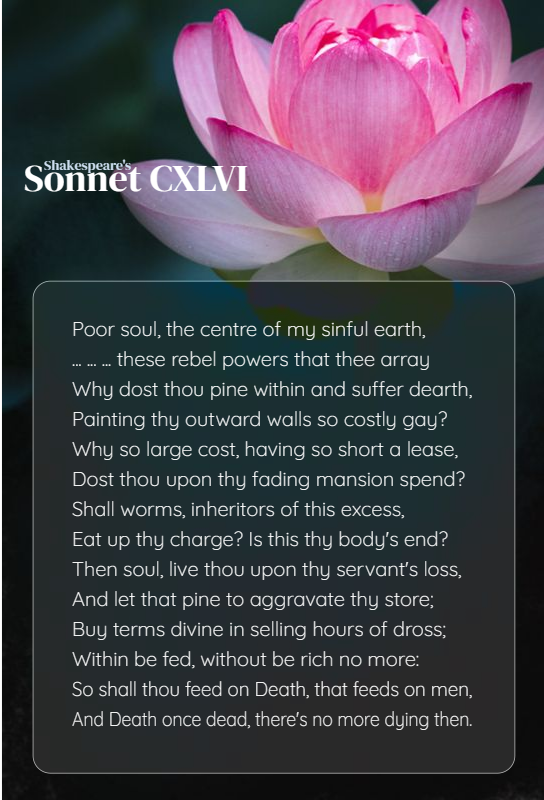 Shakespeare's
Sonnet CXLVI
Poor soul, the centre of my sinful earth,
... ... ... these rebel powers that thee array
Why dost thou pine within and suffer dearth,
Painting thy outward walls so costly gay?
Why so large cost, having so short a lease,
Dost thou upon thy fading mansion spend?
Shall worms, inheritors of this excess,
Eat up thy charge? Is this thy body's end?
Then soul, live thou upon thy servant's loss,
And let that pine to aggravate thy store;
Buy terms divine in selling hours of dross;
Within be fed, without be rich no more:
So shall thou feed on Death, that feeds on men,
And Death once dead, there's no more dying then.